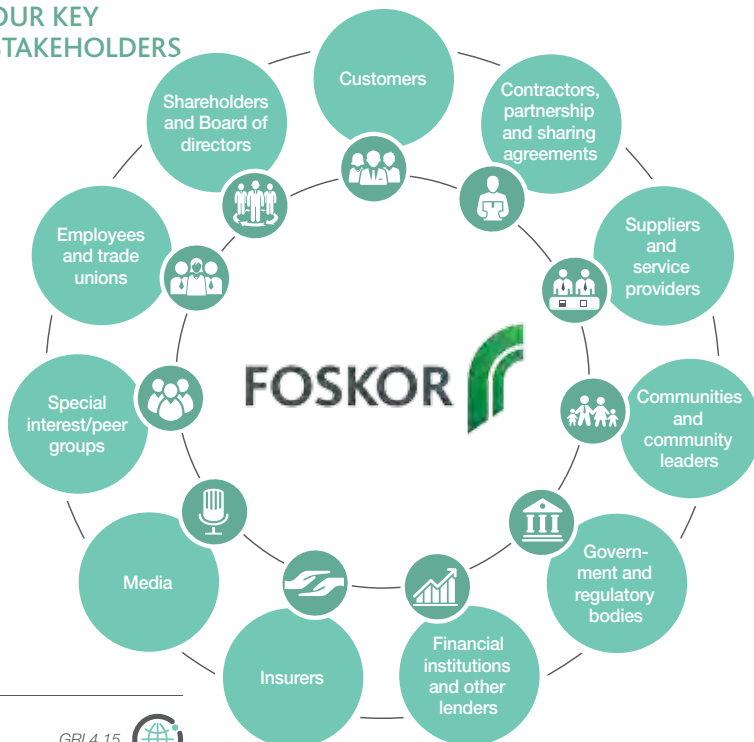 OUR KEY
STAKEHOLDERS
Customers
Contractors,
partnership
and sharing
agreements
Suppliers
and
service
providers
Communities
and
community
leaders
Govern-
ment and
regulatory
bodies
Financial
institutions
and other
lenders
Insurers
Media
Special
interest/peer
groups
Employees
and trade
unions
Shareholders
and Board of
directors
FOSKOR
GRI 4.15